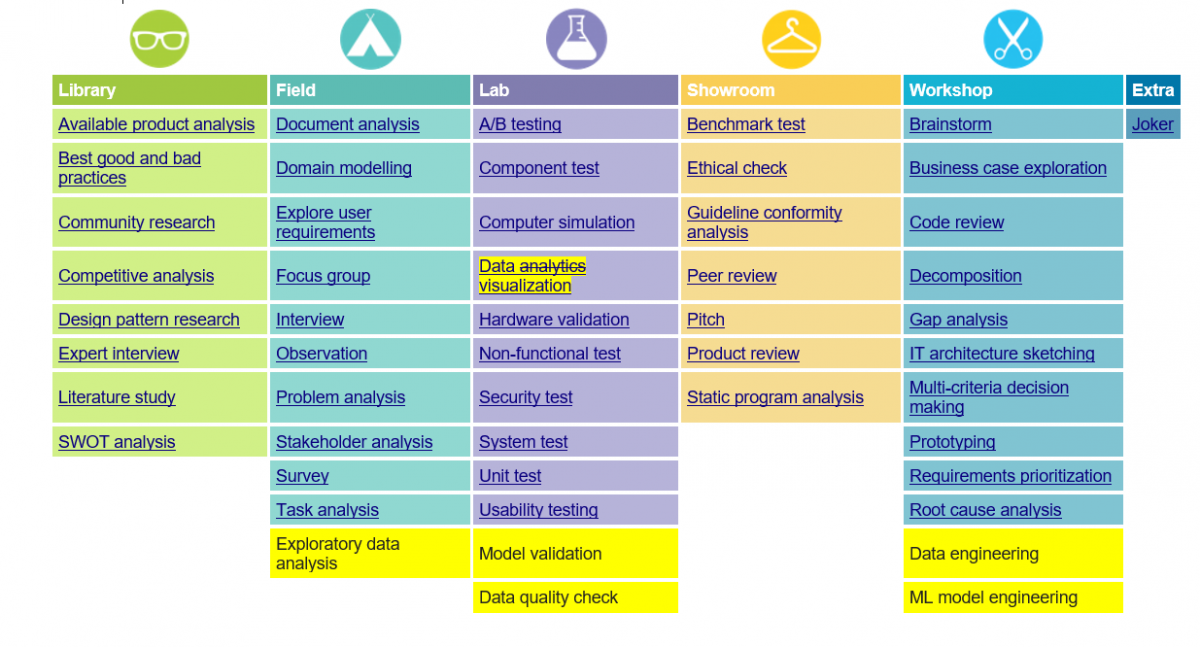 Library
Field
Lab
Showroom
Workshop
Extra
Available product analysis
Document analysis
A/B testing
Benchmark test
Brainstorm
Joker
Best good and bad
practices
Domain modelling
Component test
Ethical check
Business case exploration
Community research
Explore user
requirements
Computer simulation
Guideline conformity
analysis
Code review
Competitive analysis
Focus group
Data analytics
visualization
Peer review
Decomposition
Design pattern research
Interview
Hardware validation
Pitch
Gap analysis
Expert interview
Observation
Non-functional test
Product review
IT architecture sketching
Literature study
Problem analysis
Security test
Static program analysis
Multi-criteria decision
making
SWOT analysis
Stakeholder analysis
System test
Prototyping
Survey
Unit test
Requirements prioritization
Task analysis
Usability testing
Root cause analysis
Exploratory data
analysis
Model validation
Data engineering
Data quality check
ML model engineering